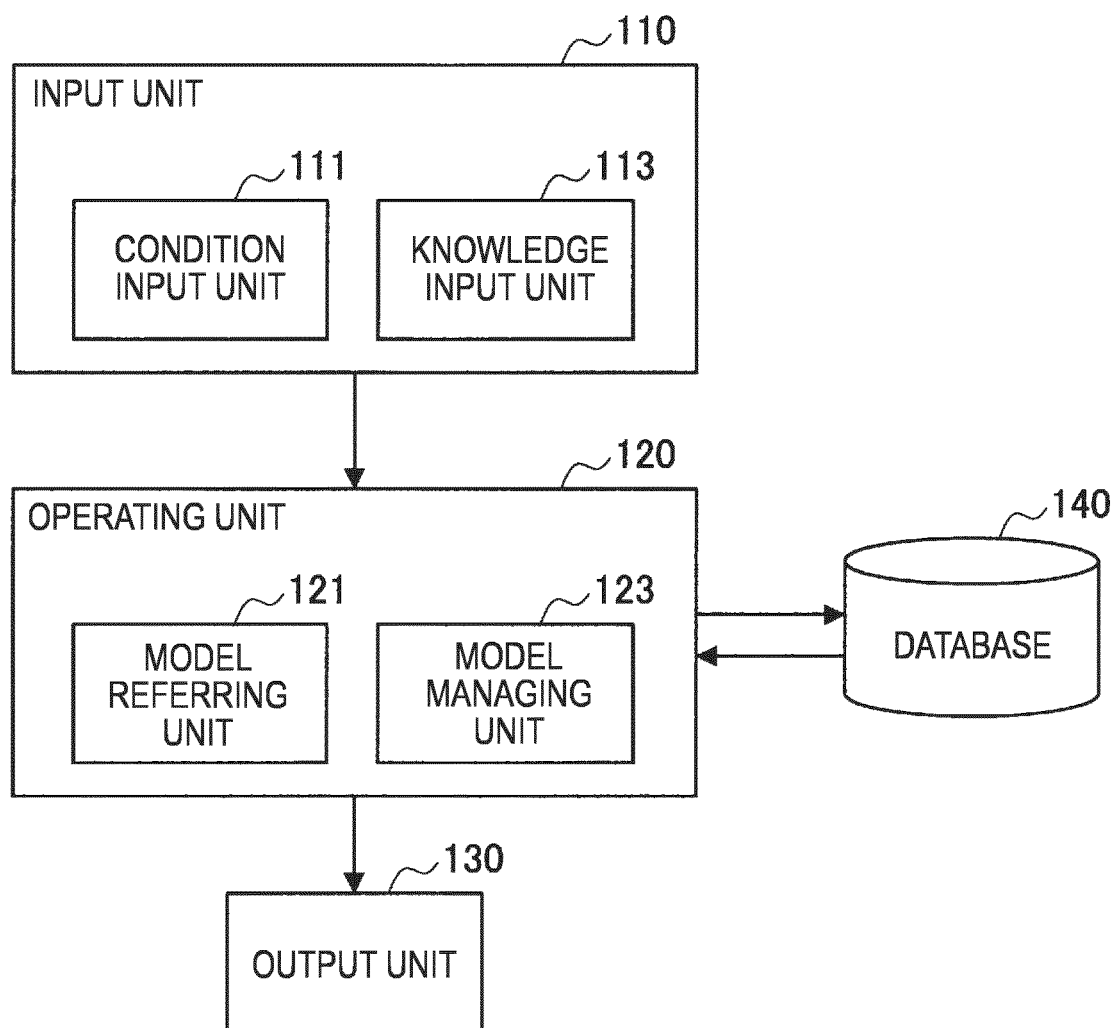 110
INPUT UNIT
111
113
CONDITION
INPUT UNIT
KNOWLEDGE
INPUT UNIT
120
OPERATING UNIT
140
121
123
MODEL
REFERRING
UNIT
MODEL
MANAGING
UNIT
DATABASE
130
OUTPUT UNIT